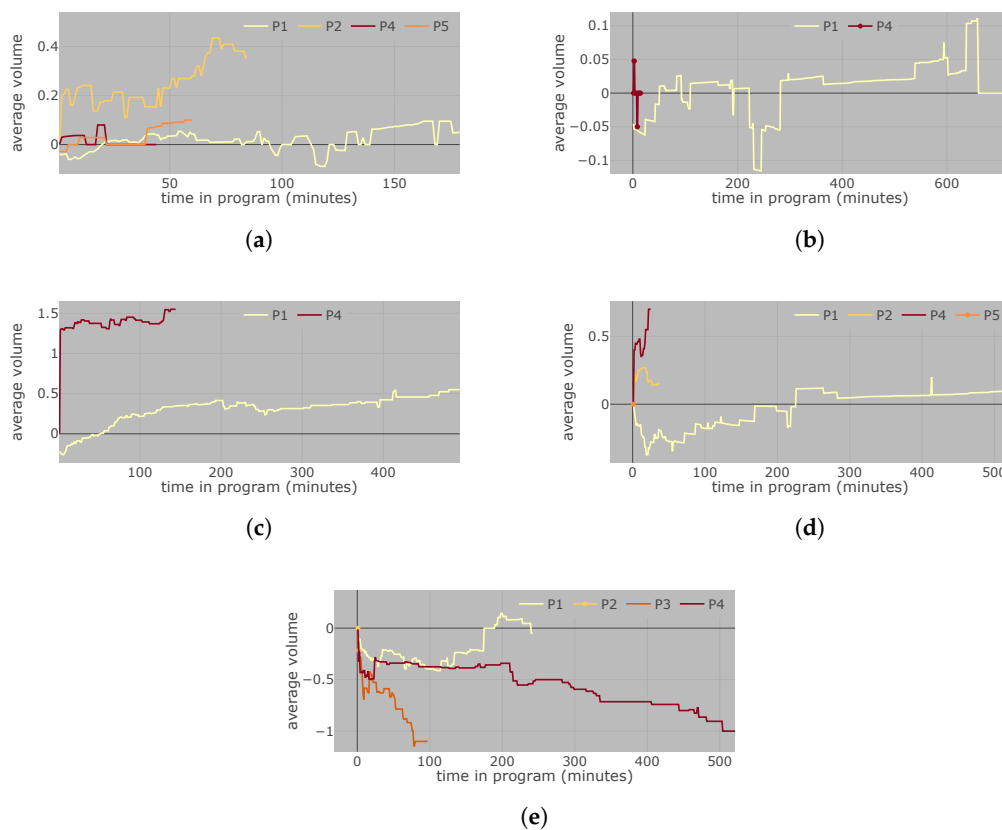 P1 P2 P4 P5
0.4
0.2
0
average volume
50 100 150
time in program (minutes)
(a)
P1 P4
0.1
0.05
0
−0.05
−0.1
average volume
0 200 400 600
time in program (minutes)
(b)
P1 P4
1.5
1
0.5
0
average volume
100 200 300 400
time in program (minutes)
(c)
P1 P2 P4 P5
0.5
0
average volume
0 100 200 300 400 500
time in program (minutes)
(d)
P1 P2 P3 P4
0
−0.5
−1
average volume
0 100 200 300 400 500
time in program (minutes)
(e)